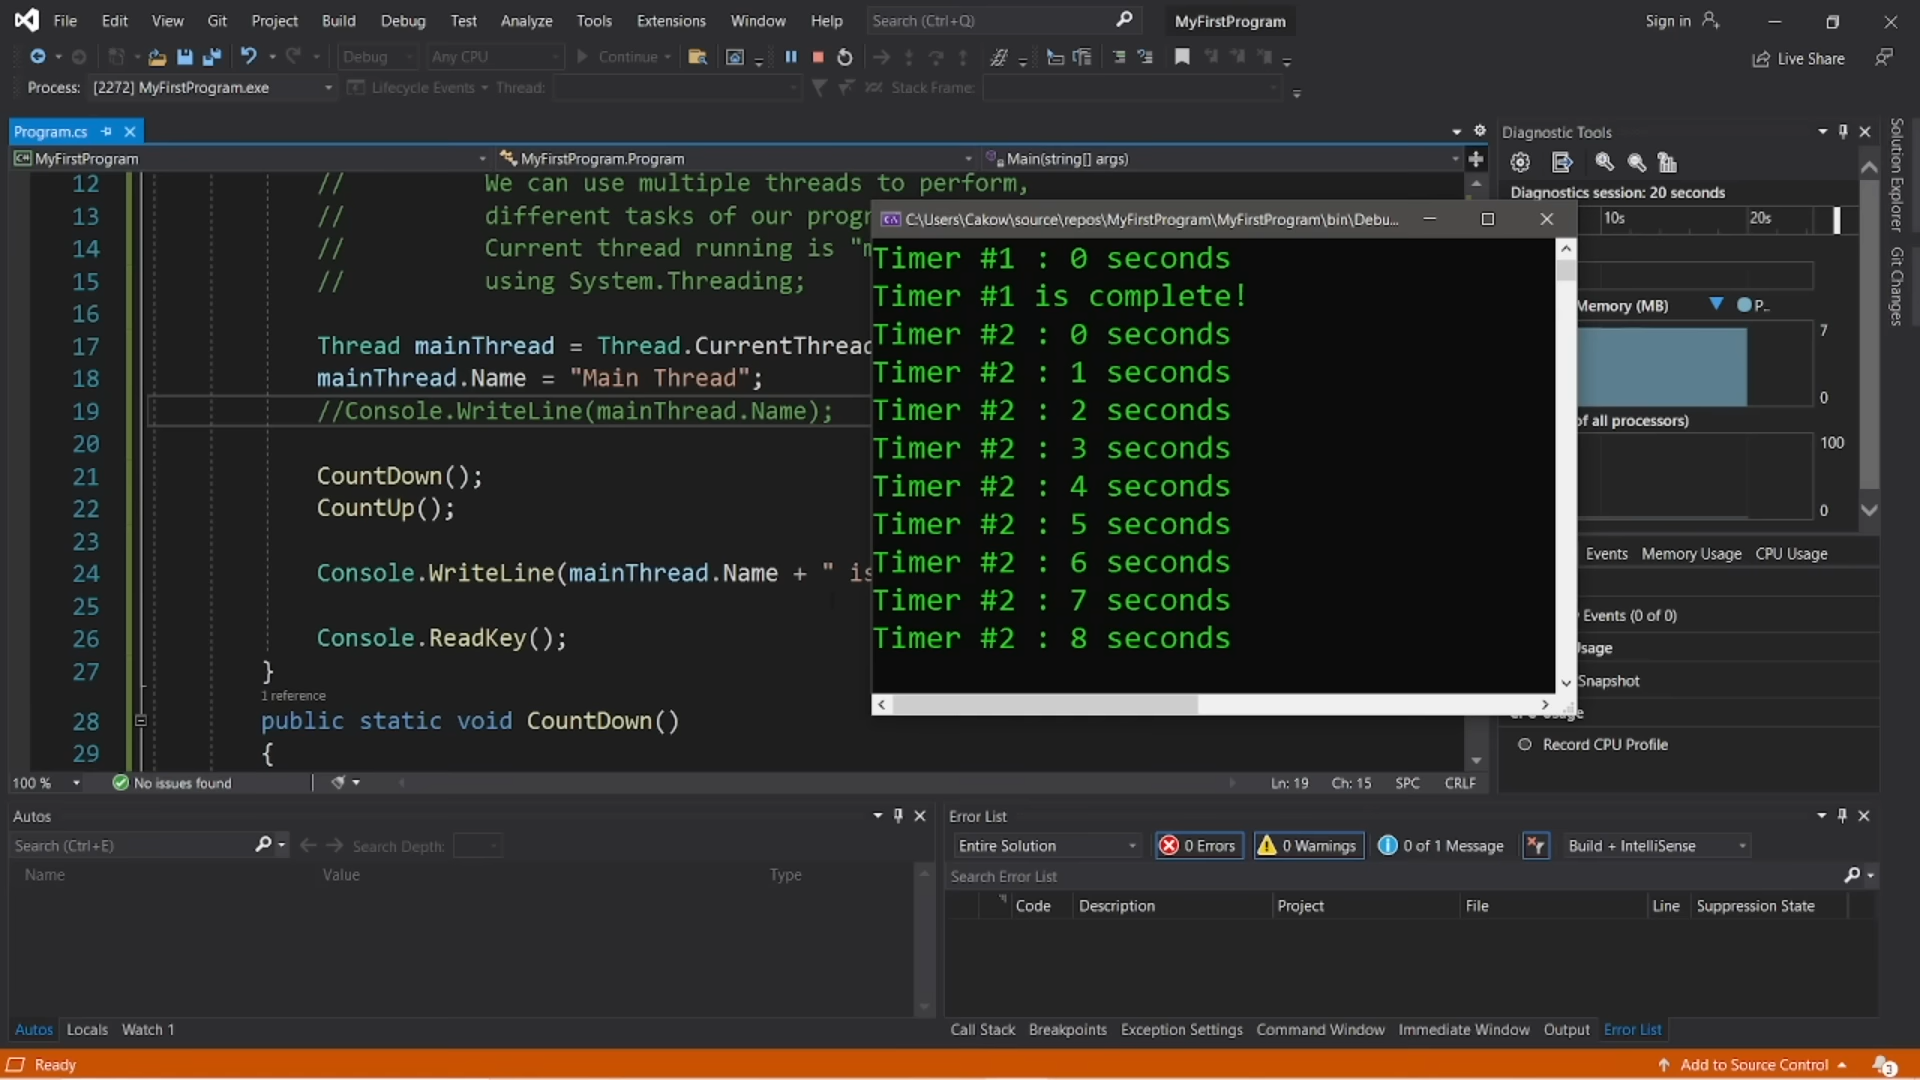 File Edit View Git Project Build Debug Test Analyze Tools Extensions Window Help Search (Ctrl+Q) MyFirstProgram Sign in
Debug Any CPU Continue Live Share
Process: [2272] MyFirstProgram.exe Lifecycle Events Thread: Stack Frame:
Program.cs
MyFirstProgram MyFirstProgram.Program Main(string[] args)
12 // We can use multiple threads to perform,
13 // different tasks of our progr
14 // Current thread running is "m
15 // using System.Threading;
16
17 Thread mainThread = Thread.CurrentThread
18 mainThread.Name = "Main Thread";
19 //Console.WriteLine(mainThread.Name);
20
21 CountDown();
22 CountUp();
23
24 Console.WriteLine(mainThread.Name + " is
25
26 Console.ReadKey();
27 }
1 reference
28 public static void CountDown()
29 {
100 % No issues found Ln: 19 Ch: 15 SPC CRLF
C:\Users\Cakow\source\repos\MyFirstProgram\MyFirstProgram\bin\Debu...
Timer #1 : 0 seconds
Timer #1 is complete!
Timer #2 : 0 seconds
Timer #2 : 1 seconds
Timer #2 : 2 seconds
Timer #2 : 3 seconds
Timer #2 : 4 seconds
Timer #2 : 5 seconds
Timer #2 : 6 seconds
Timer #2 : 7 seconds
Timer #2 : 8 seconds
Diagnostic Tools
Diagnostics session: 20 seconds
10s 20s
Memory (MB) P...
7
0
of all processors)
100
0
Events Memory Usage CPU Usage
Events (0 of 0)
Usage
Snapshot
CPU Usage
Record CPU Profile
Solution Explorer
Git Changes
Autos
Search (Ctrl+E) Search Depth:
Name Value Type
Autos Locals Watch 1
Error List
Entire Solution 0 Errors 0 Warnings 0 of 1 Message Build + IntelliSense
Search Error List
Code Description Project File Line Suppression State
Call Stack Breakpoints Exception Settings Command Window Immediate Window Output Error List
Ready Add to Source Control 3